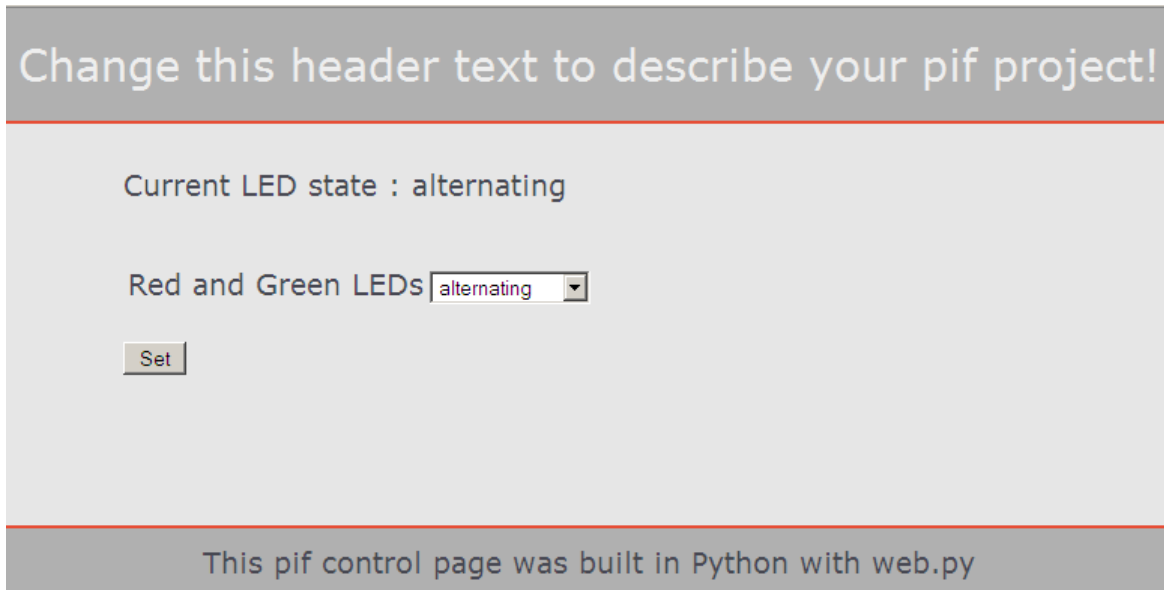 Change this header text to describe your pif project!
Current LED state : alternating
Red and Green LEDs alternating
Set
This pif control page was built in Python with web.py